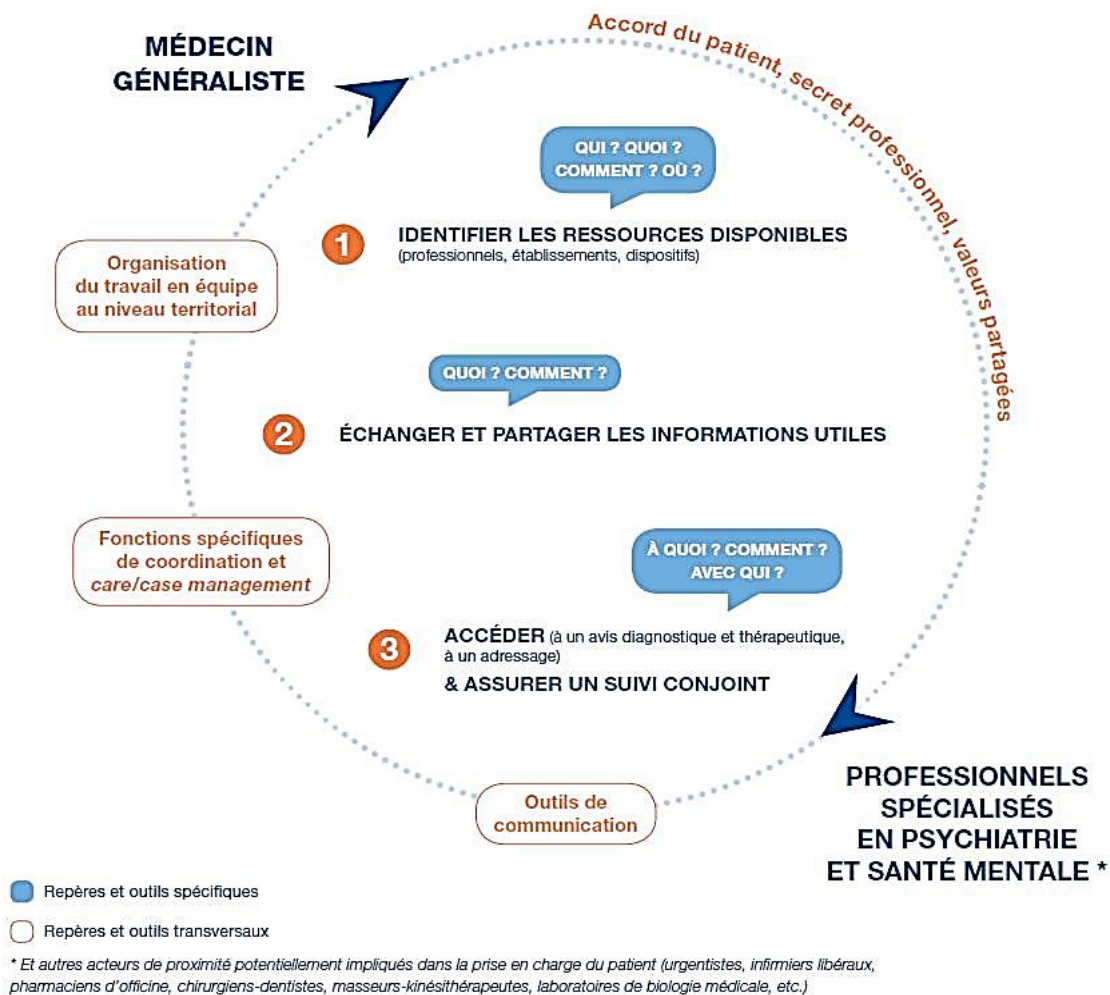 MÉDECIN
GÉNÉRALISTE
Accord du patient, secret professionnel, valeurs partagées
QUI ? QUOI ?
COMMENT ? OÙ ?
1
IDENTIFIER LES RESSOURCES DISPONIBLES
(professionnels, établissements, dispositifs)
Organisation
du travail en équipe
au niveau territorial
QUOI ? COMMENT ?
2
ÉCHANGER ET PARTAGER LES INFORMATIONS UTILES
Fonctions spécifiques
de coordination et
care/case management
À QUOI ? COMMENT ?
AVEC QUI ?
3
ACCÉDER (à un avis diagnostique et thérapeutique,
à un adressage)
& ASSURER UN SUIVI CONJOINT
Outils de
communication
PROFESSIONNELS
SPÉCIALISÉS
EN PSYCHIATRIE
ET SANTÉ MENTALE *
Repères et outils spécifiques
Repères et outils transversaux
* Et autres acteurs de proximité potentiellement impliqués dans la prise en charge du patient (urgentistes, infirmiers libéraux,
pharmaciens d'officine, chirurgiens-dentistes, masseurs-kinésithérapeutes, laboratoires de biologie médicale, etc.)